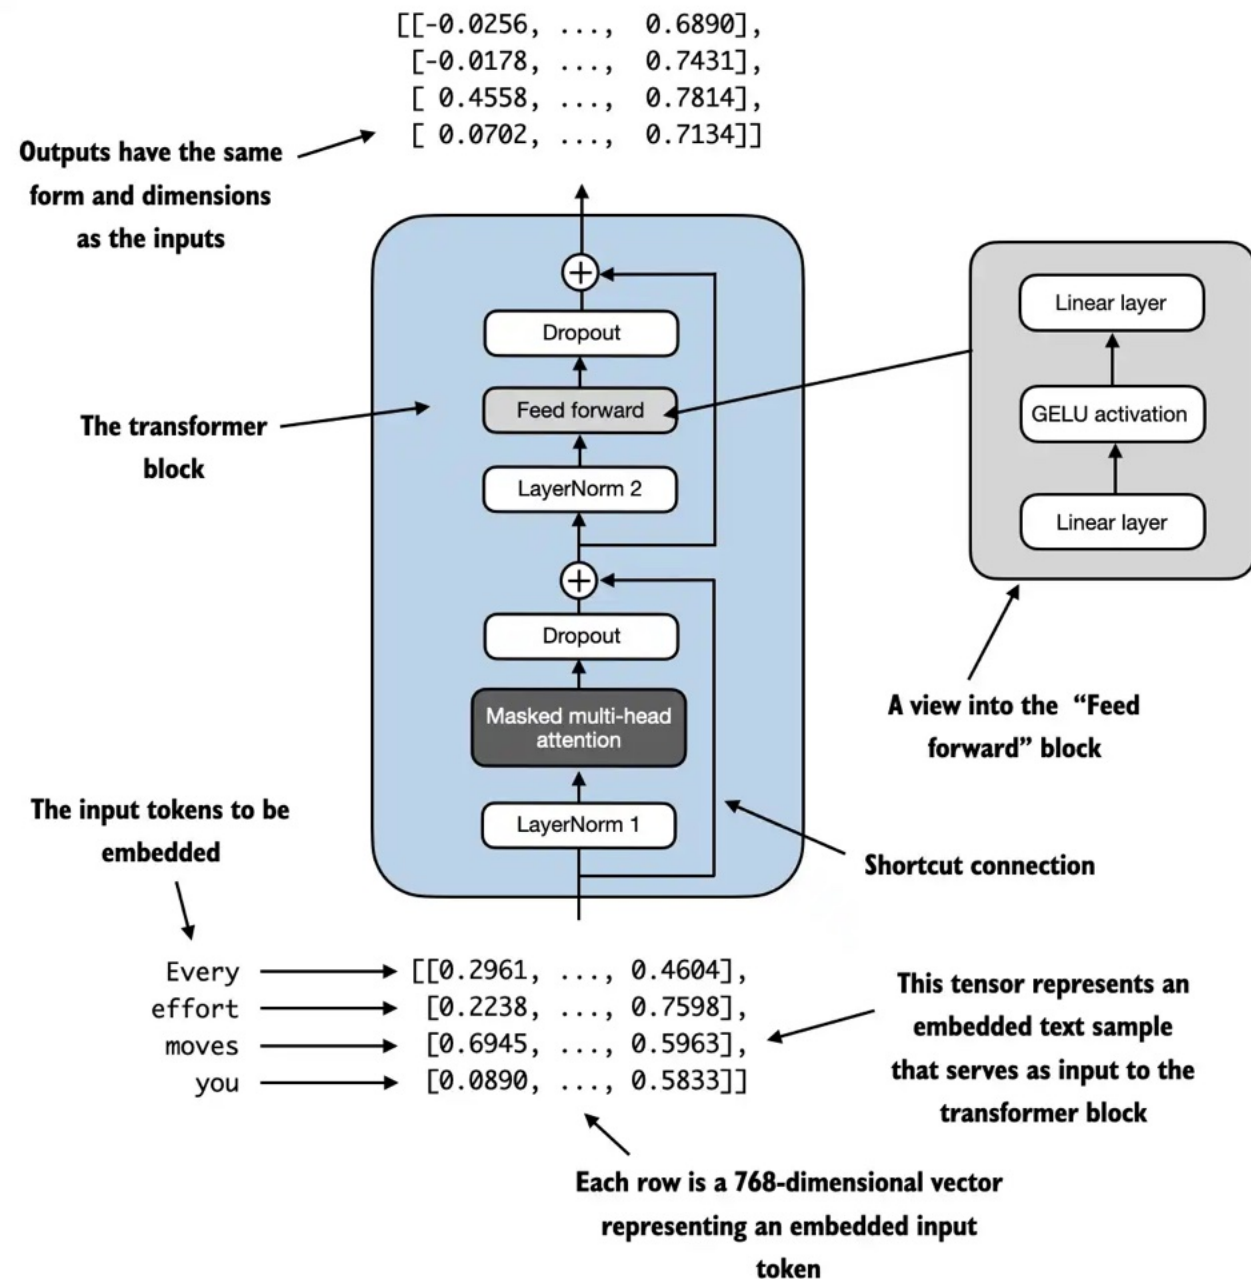 [[-0.0256, ..., 0.6890],
[-0.0178, ..., 0.7431],
[ 0.4558, ..., 0.7814],
[ 0.0702, ..., 0.7134]]
Outputs have the same
form and dimensions
as the inputs
Dropout
Feed forward
LayerNorm 2
Dropout
Masked multi-head
attention
LayerNorm 1
The transformer
block
Linear layer
GELU activation
Linear layer
A view into the “Feed
forward” block
Shortcut connection
The input tokens to be
embedded
Every [[0.2961, ..., 0.4604],
effort [0.2238, ..., 0.7598],
moves [0.6945, ..., 0.5963],
you [0.0890, ..., 0.5833]]
This tensor represents an
embedded text sample
that serves as input to the
transformer block
Each row is a 768-dimensional vector
representing an embedded input
token